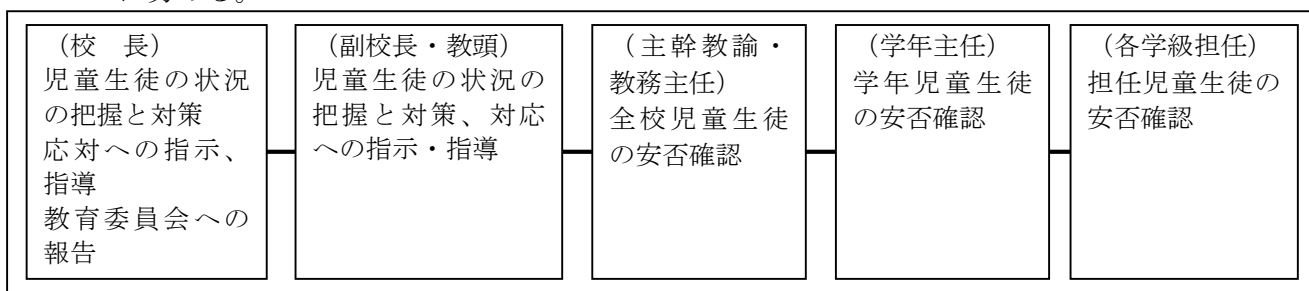 に努める。
（校　長）
児童生徒の状況
の把握と対策
応対への指示、
指導
教育委員会への
報告
（副校長・教頭）
児童生徒の状況の
把握と対策、対応
への指示・指導
（主幹教諭・
教務主任）
全校児童生徒
の安否確認
（学年主任）
学年児童生徒
の安否確認
（各学級担任）
担任児童生徒の
安否確認